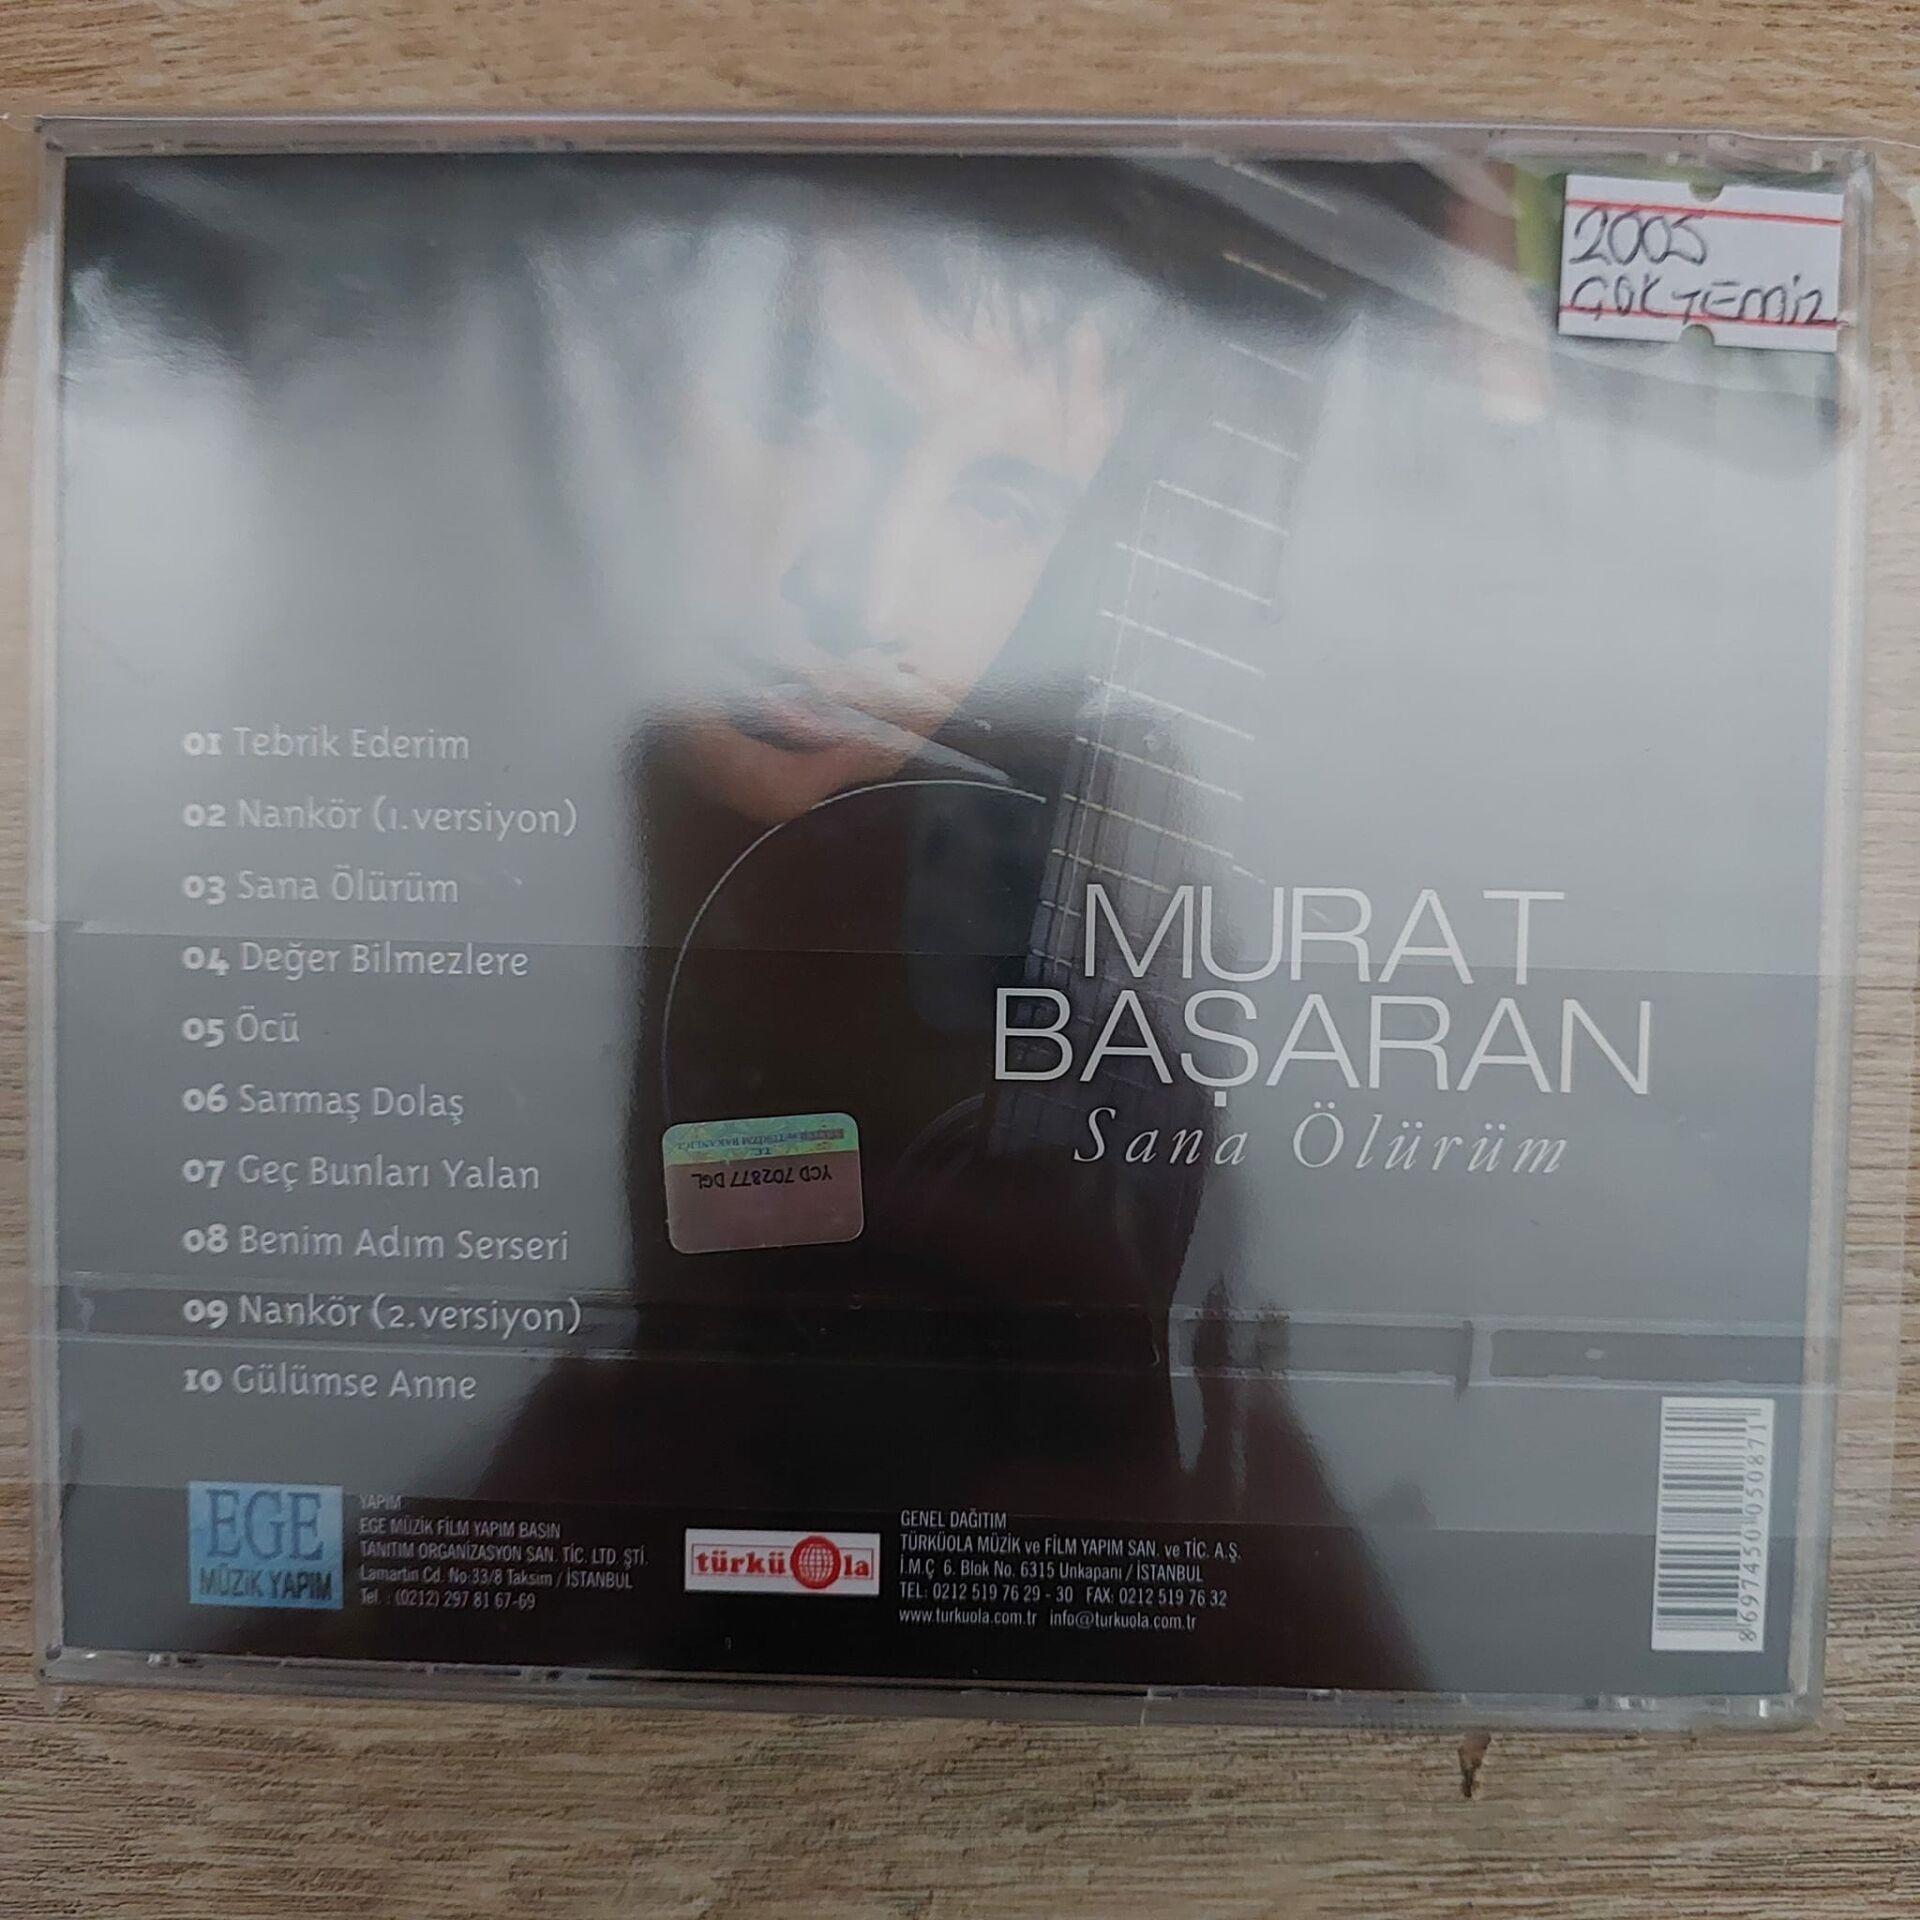 2005
ÇOK TEMİZ
01 Tebrik Ederim
02 Nankör (1.versiyon)
03 Sana Ölürüm
04 Değer Bilmezlere
05 Öcü
06 Sarmaş Dolaş
07 Geç Bunları Yalan
08 Benim Adım Serseri
09 Nankör (2.versiyon)
10 Gülümse Anne
MURAT
BAŞARAN
Sana Ölürüm
T.C.
KÜLTÜR ve TURİZM BAKANLIĞI
YCD 702877 DGL
EGE
MÜZİK YAPIM
YAPIM
EGE MÜZİK FİLM YAPIM BASIN
TANITIM ORGANİZASYON SAN. TİC. LTD. ŞTİ.
Lamartin Cd. No:33/8 Taksim / İSTANBUL
Tel. : (0212) 297 81 67-69
türküola
GENEL DAĞITIM
TÜRKÜOLA MÜZİK ve FİLM YAPIM SAN. ve TİC. A.Ş.
İ.M.Ç 6. Blok No. 6315 Unkapanı / İSTANBUL
TEL: 0212 519 76 29 - 30 FAX: 0212 519 76 32
www.turkuola.com.tr info@turkuola.com.tr
8697450050871